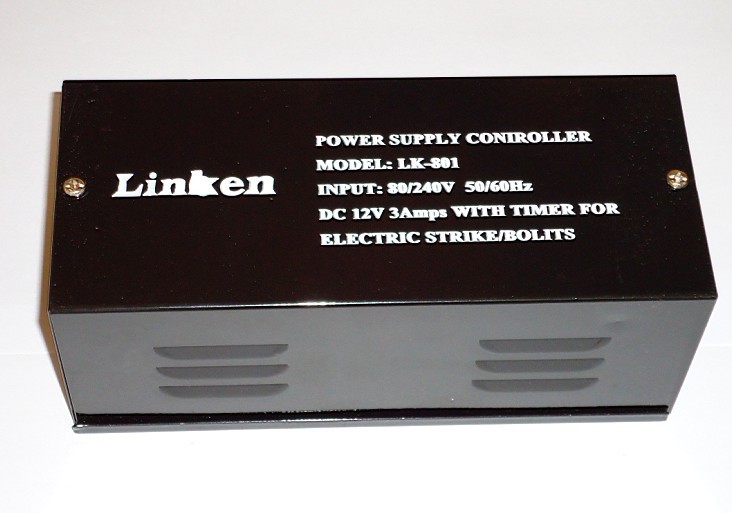 Linken
POWER SUPPLY CONIROLLER
MODEL: LK-801
INPUT: 80/240V 50/60Hz
DC 12V 3Amps WITH TIMER FOR
ELECTRIC STRIKE/BOLITS